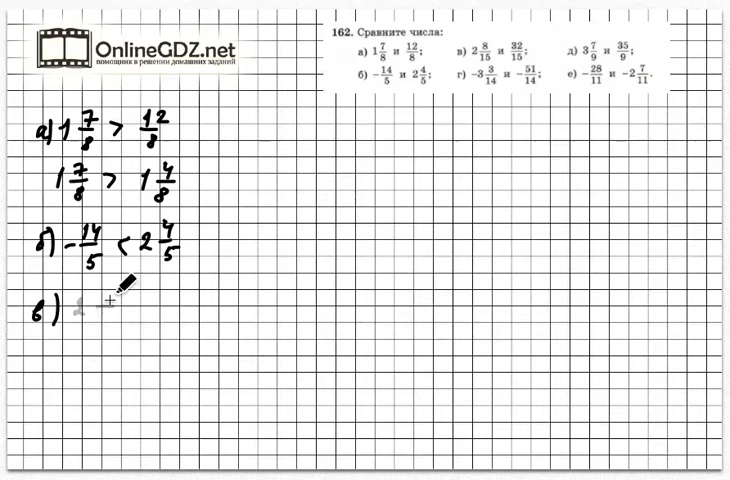 OnlineGDZ.net
помощник в решении домашних заданий
162. Сравните числа:
а) 1 7/8 и 12/8; в) 2 8/15 и 32/15; д) 3 7/9 и 35/9;
б) -14/5 и 2 4/5; г) -3 3/14 и -51/14; е) -28/11 и -2 7/11.
а) 1 7/8 > 12/8
1 7/8 > 1 4/8
б) -14/5 < 2 4/5
в) 2